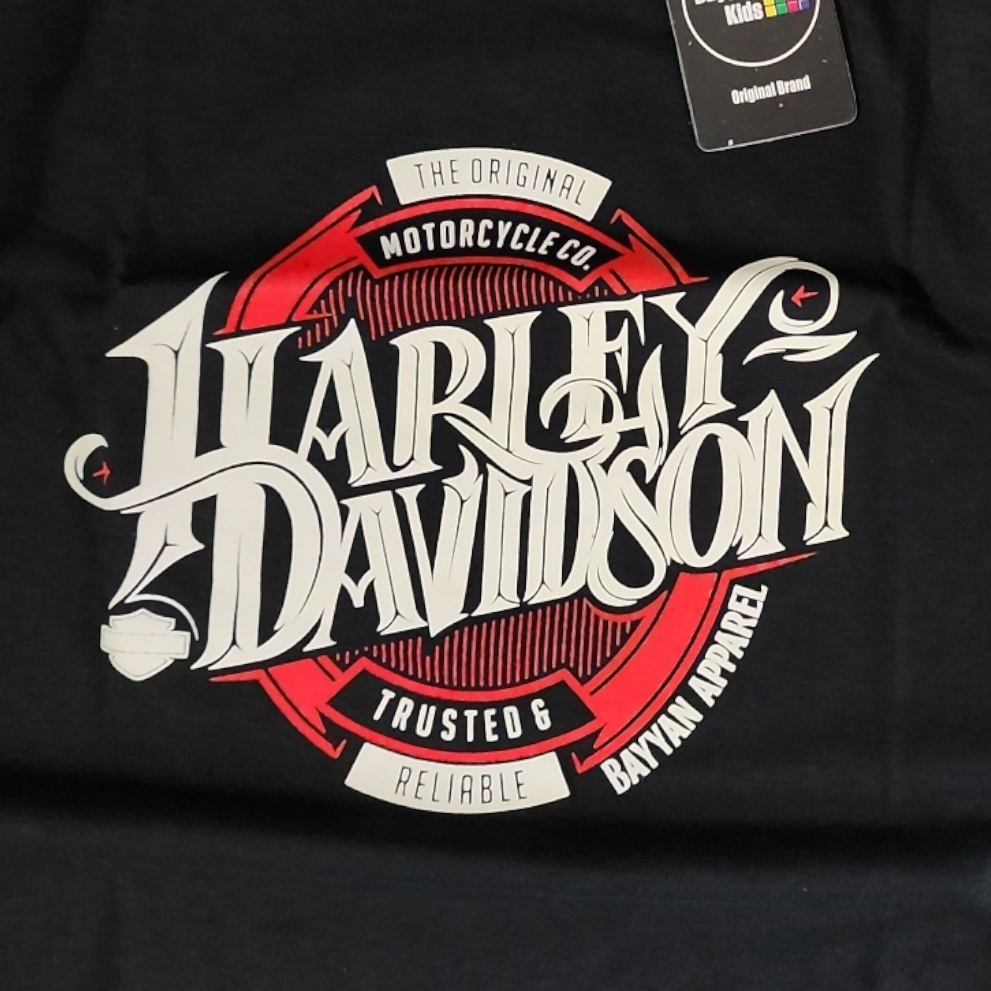 Kids
Original Brand
THE ORIGINAL
MOTORCYCLE CO.
HARLEY
DAVIDSON
TRUSTED &
RELIABLE
BAYYAN APPAREL